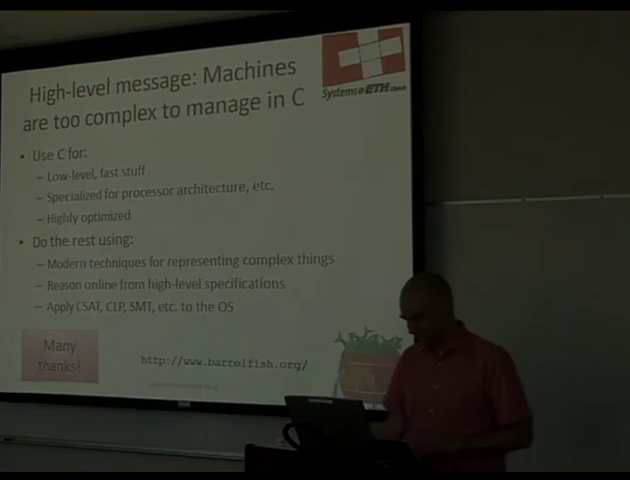 High-level message: Machines
are too complex to manage in C
Systems@ETH
• Use C for:
– Low-level, fast stuff
– Specialized for processor architecture, etc.
– Highly optimized
• Do the rest using:
– Modern techniques for representing complex things
– Reason online from high-level specifications
– Apply CSAT, CLP, SMT, etc. to the OS
Many
thanks!
http://www.barrelfish.org/